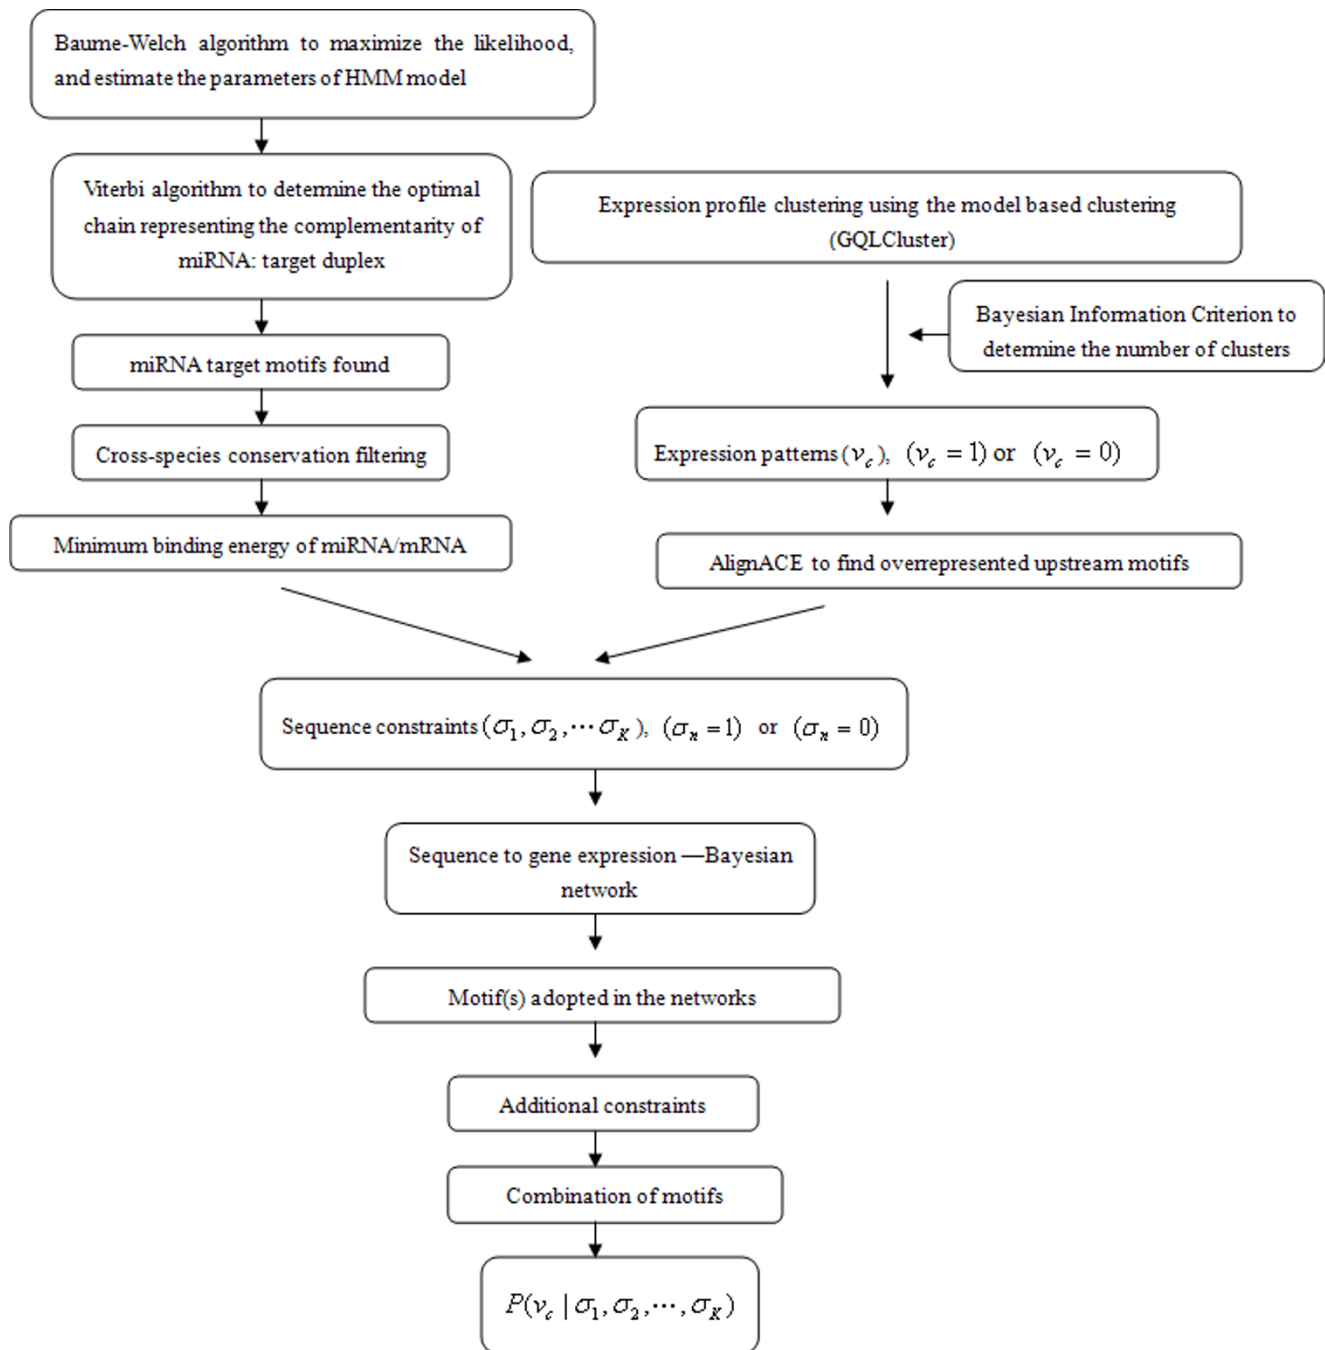 Baume-Welch algorithm to maximize the likelihood,
and estimate the parameters of HMM model
Viterbi algorithm to determine the optimal
chain representing the complementarity of
miRNA: target duplex
miRNA target motifs found
Cross-species conservation filtering
Minimum binding energy of miRNA/mRNA
Expression profile clustering using the model based clustering
(GQLCluster)
Bayesian Information Criterion to
determine the number of clusters
Expression patterns (ν_c), (ν_c = 1) or (ν_c = 0)
AlignACE to find overrepresented upstream motifs
Sequence constraints (σ_1, σ_2, ⋯ σ_K), (σ_n = 1) or (σ_n = 0)
Sequence to gene expression —Bayesian
network
Motif(s) adopted in the networks
Additional constraints
Combination of motifs
P(ν_c | σ_1, σ_2, ⋯, σ_K)